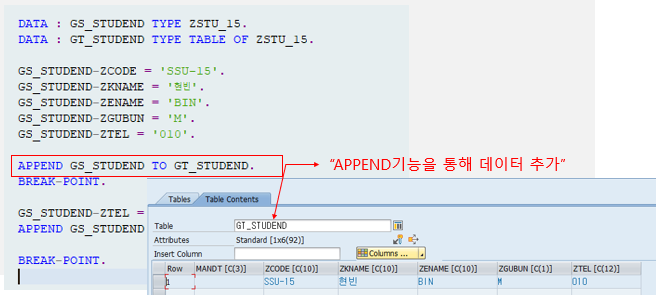 DATA : GS_STUDEND TYPE ZSTU_15.
DATA : GT_STUDEND TYPE TABLE OF ZSTU_15.
GS_STUDEND-ZCODE = 'SSU-15'.
GS_STUDEND-ZKNAME = '현빈'.
GS_STUDEND-ZENAME = 'BIN'.
GS_STUDEND-ZGUBUN = 'M'.
GS_STUDEND-ZTEL = '010'.
APPEND GS_STUDEND TO GT_STUDEND.
"APPEND기능을 통해 데이터 추가"
BREAK-POINT.
GS_STUDEND-ZTEL =
APPEND GS_STUDEND
BREAK-POINT.
Tables Table Contents
Table GT_STUDEND
Attributes Standard [1x6(92)]
Insert Column Columns ...
Row MANDT [C(3)] ZCODE [C(10)] ZKNAME [C(10)] ZENAME [C(10)] ZGUBUN [C(1)] ZTEL [C(12)]
1 SSU-15 현빈 BIN M 010